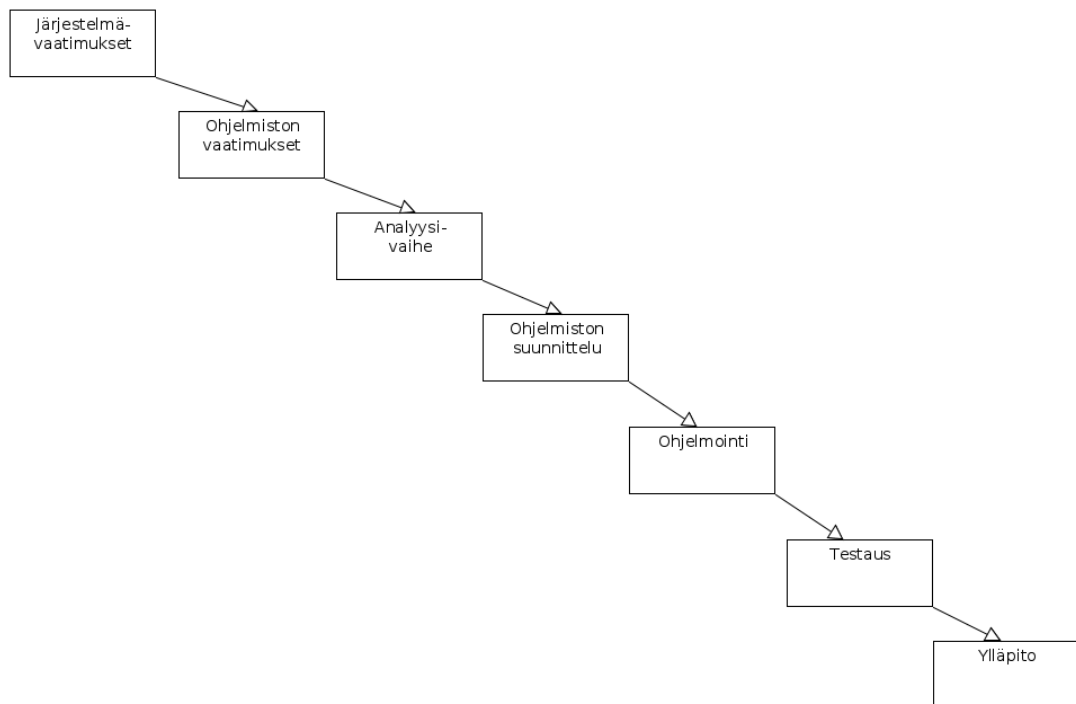 Järjestelmä-
vaatimukset
Ohjelmiston
vaatimukset
Analyysi-
vaihe
Ohjelmiston
suunnittelu
Ohjelmointi
Testaus
Ylläpito